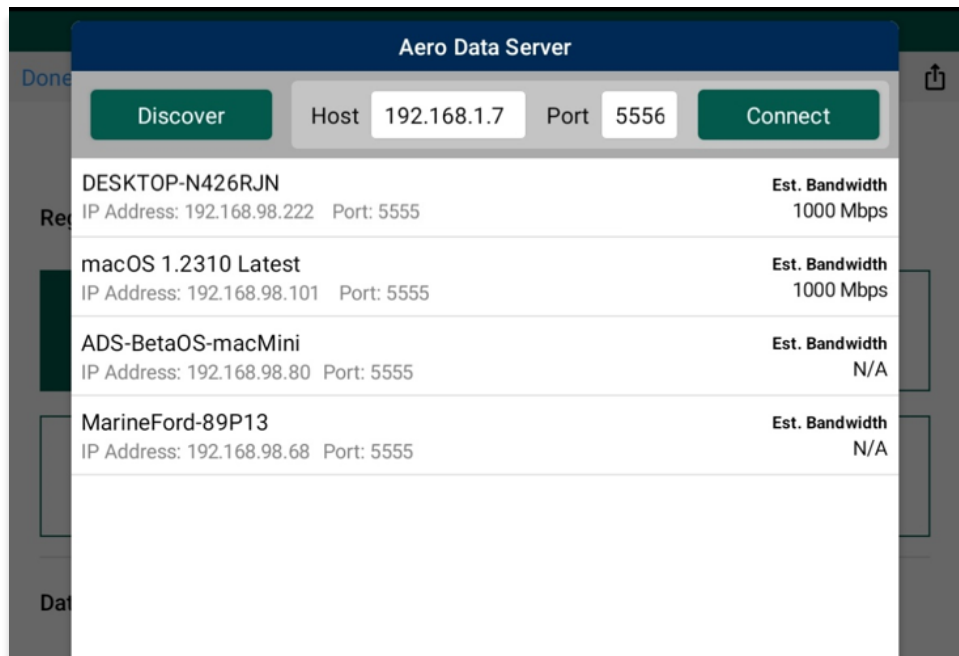 Aero Data Server
Done
Discover Host 192.168.1.7 Port 5556 Connect
DESKTOP-N426RJN
IP Address: 192.168.98.222 Port: 5555
Est. Bandwidth
1000 Mbps
macOS 1.2310 Latest
IP Address: 192.168.98.101 Port: 5555
Est. Bandwidth
1000 Mbps
ADS-BetaOS-macMini
IP Address: 192.168.98.80 Port: 5555
Est. Bandwidth
N/A
MarineFord-89P13
IP Address: 192.168.98.68 Port: 5555
Est. Bandwidth
N/A